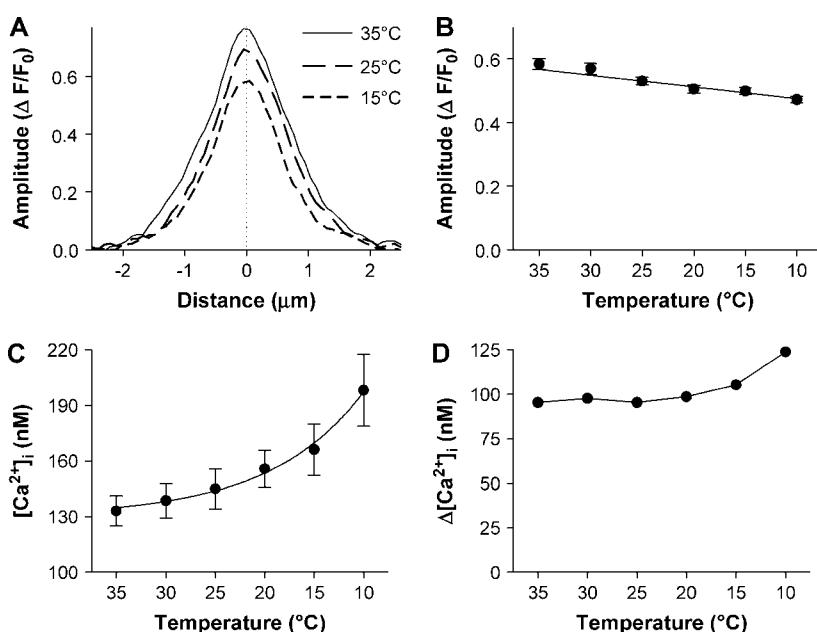 A
Amplitude (Δ F/F0)
0.6
0.4
0.2
0.0
-2
-1
0
1
2
Distance (μm)
35°C
25°C
15°C
B
Amplitude (Δ F/F0)
0.6
0.4
0.2
0.0
35
30
25
20
15
10
Temperature (°C)
C
[Ca2+]i (nM)
220
190
160
130
100
35
30
25
20
15
10
Temperature (°C)
D
Δ[Ca2+]i (nM)
125
100
75
50
25
0
35
30
25
20
15
10
Temperature (°C)